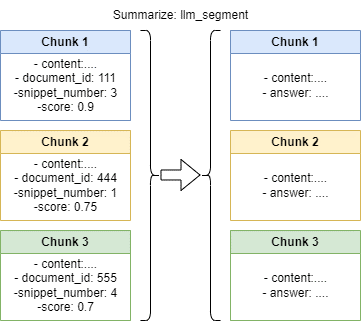 Summarize: llm_segment
Chunk 1
- content:....
- document_id: 111
-snippet_number: 3
-score: 0.9
Chunk 1
- content:....
- answer: ....
Chunk 2
- content:....
- document_id: 444
-snippet_number: 1
-score: 0.75
Chunk 2
- content:....
- answer: ....
Chunk 3
- content:....
- document_id: 555
-snippet_number: 4
-score: 0.7
Chunk 3
- content:....
- answer: ....